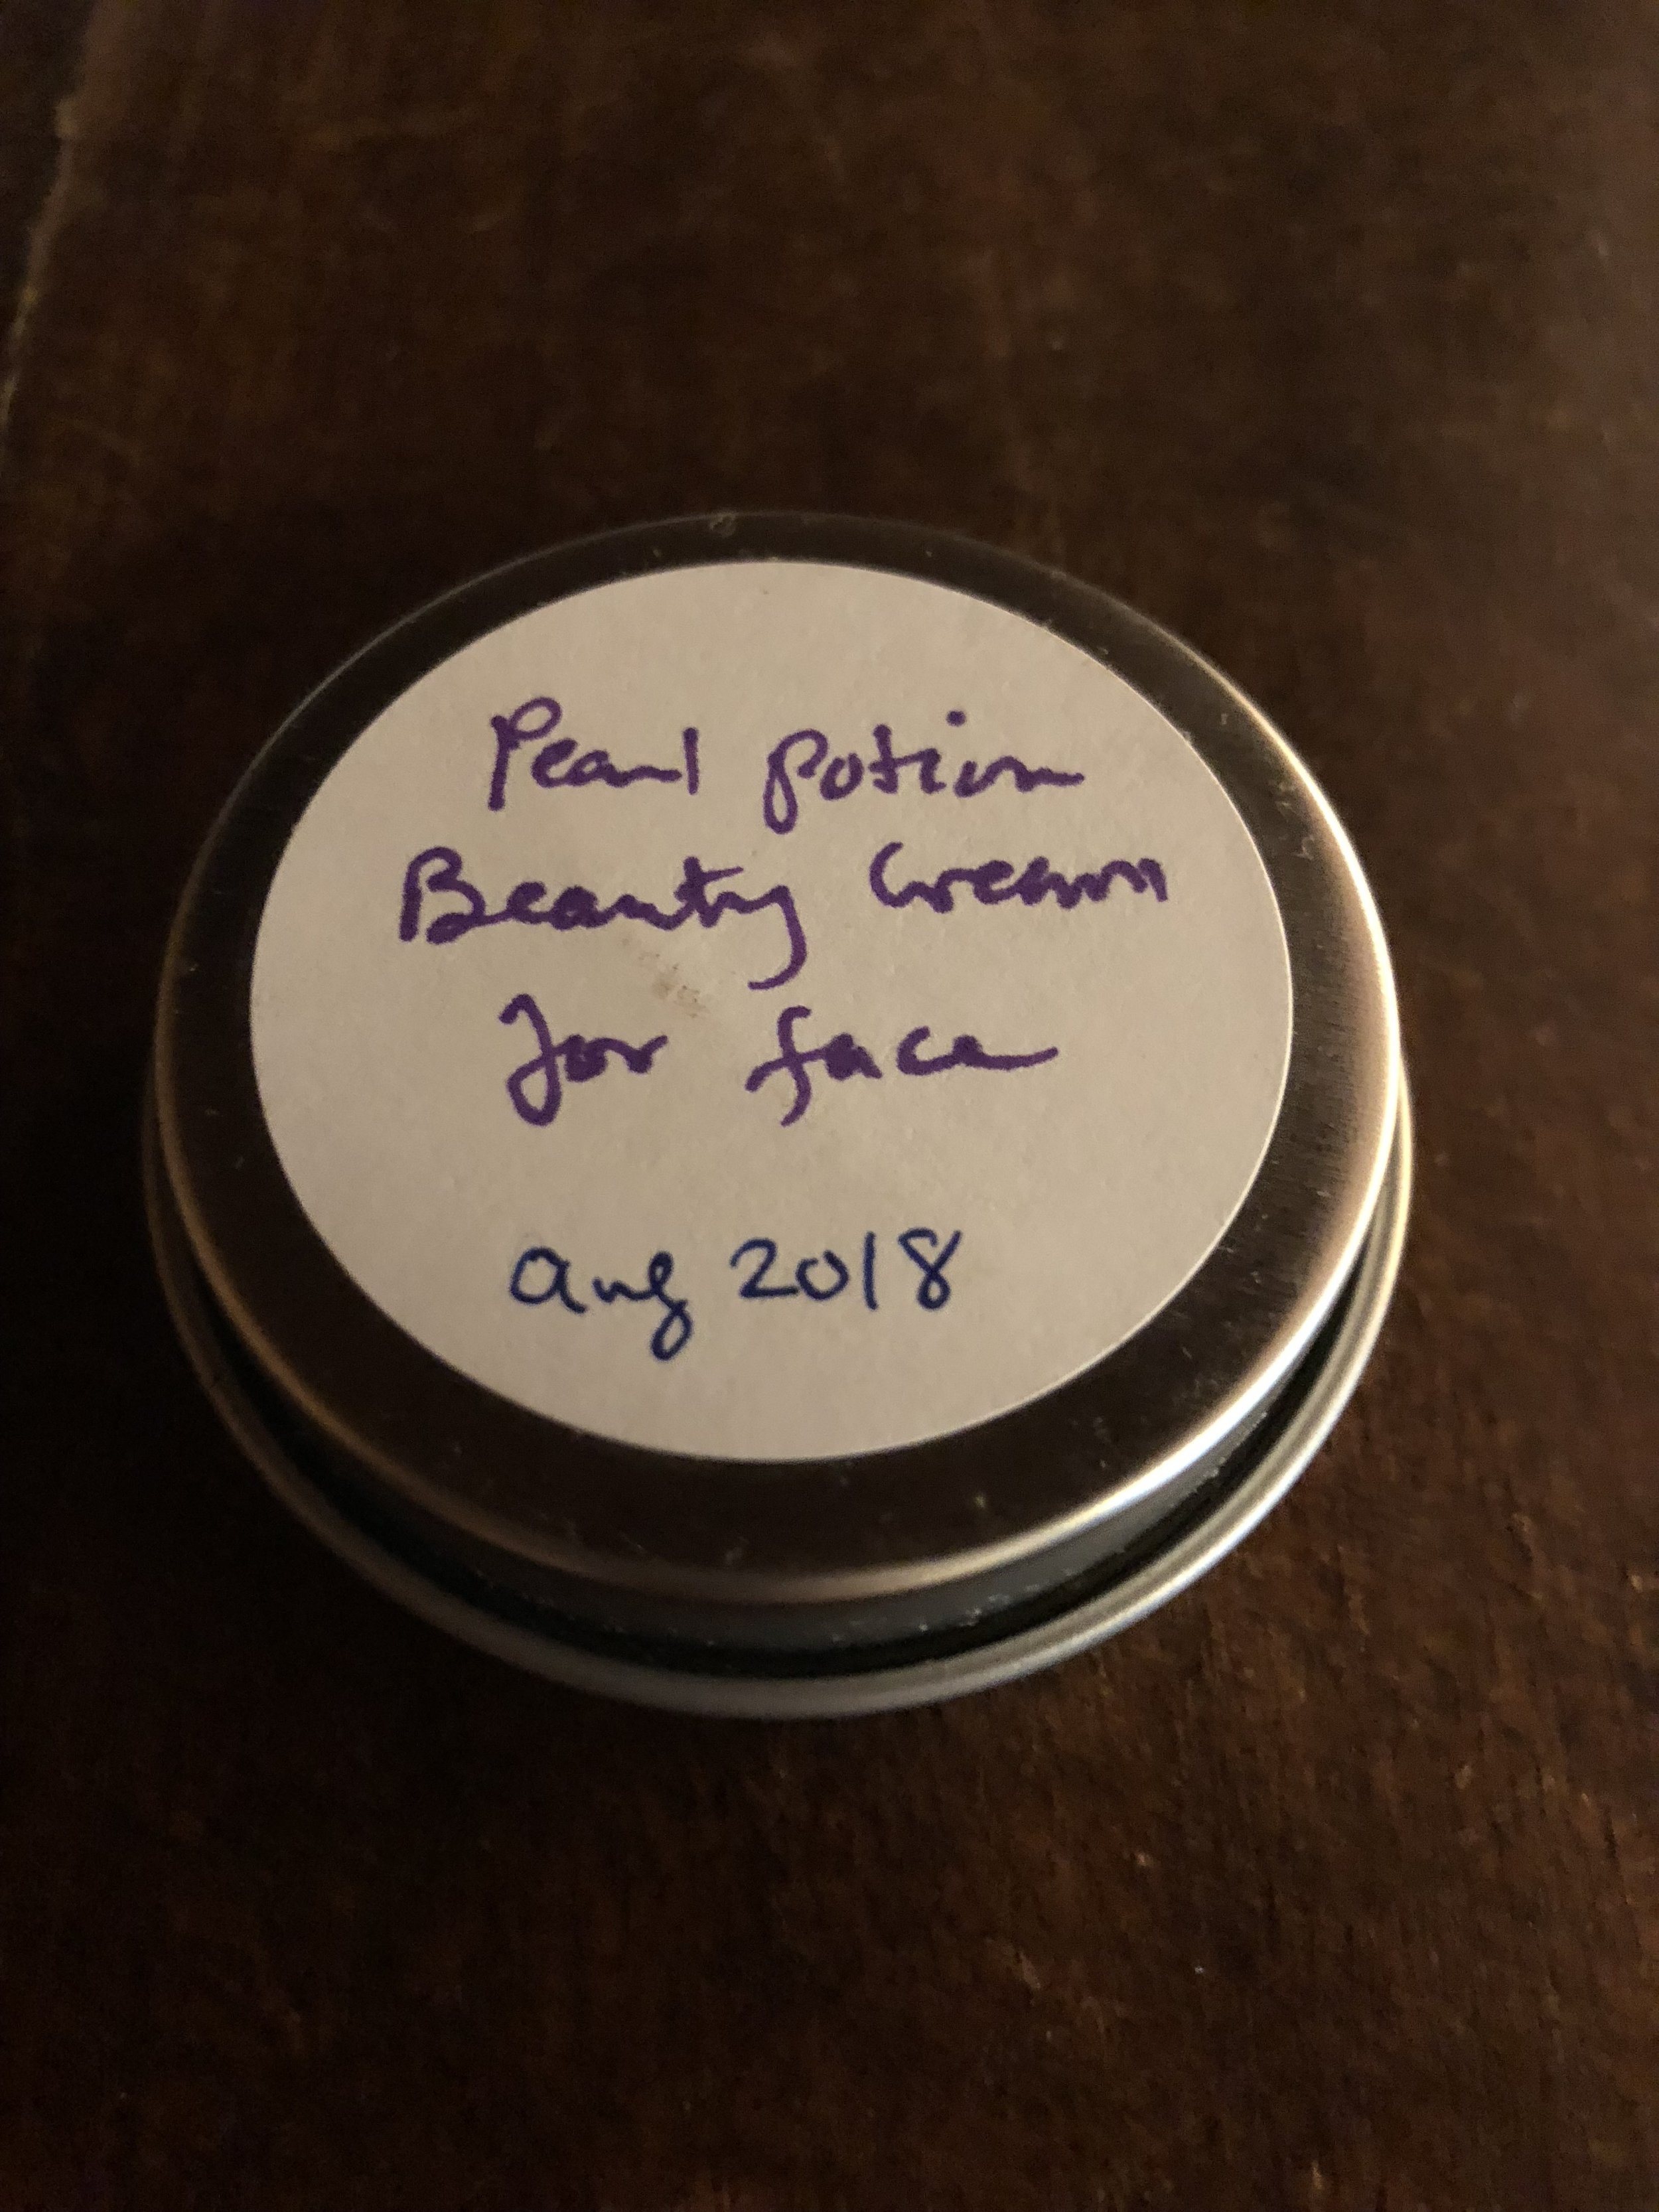 Pearl Potion
Beauty Cream
for face
Aug 2018